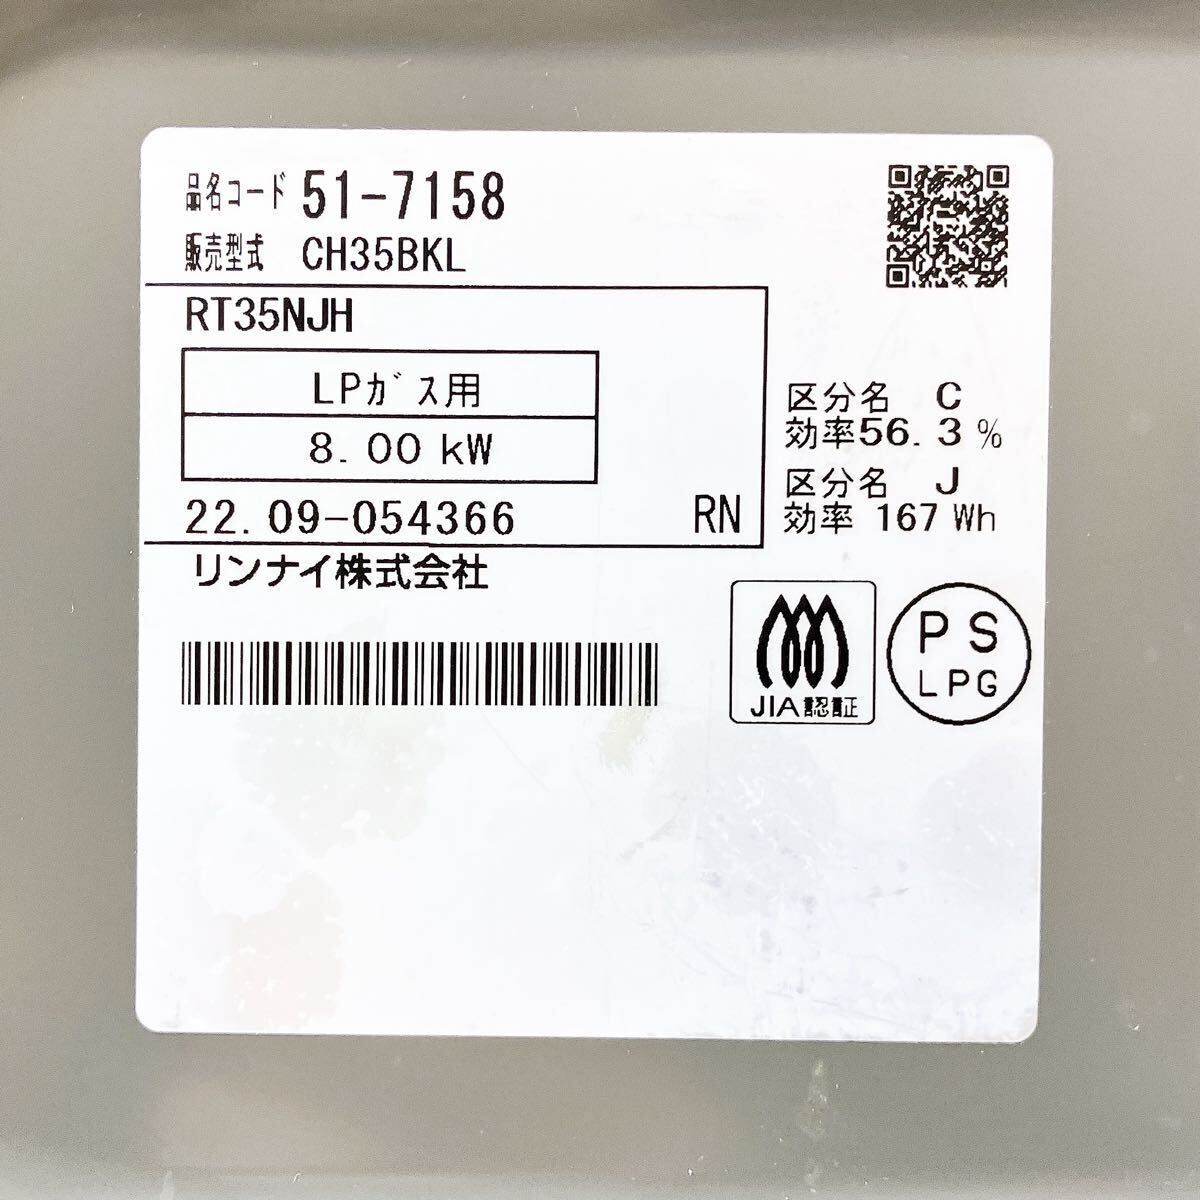 品名コード 51-7158
販売型式 CH35BKL
RT35NJH
LPガス用
8.00 kW
22.09-054366 RN
リンナイ株式会社
区分名 C
効率56.3%
区分名 J
効率 167Wh
JIA認証
PS
LPG